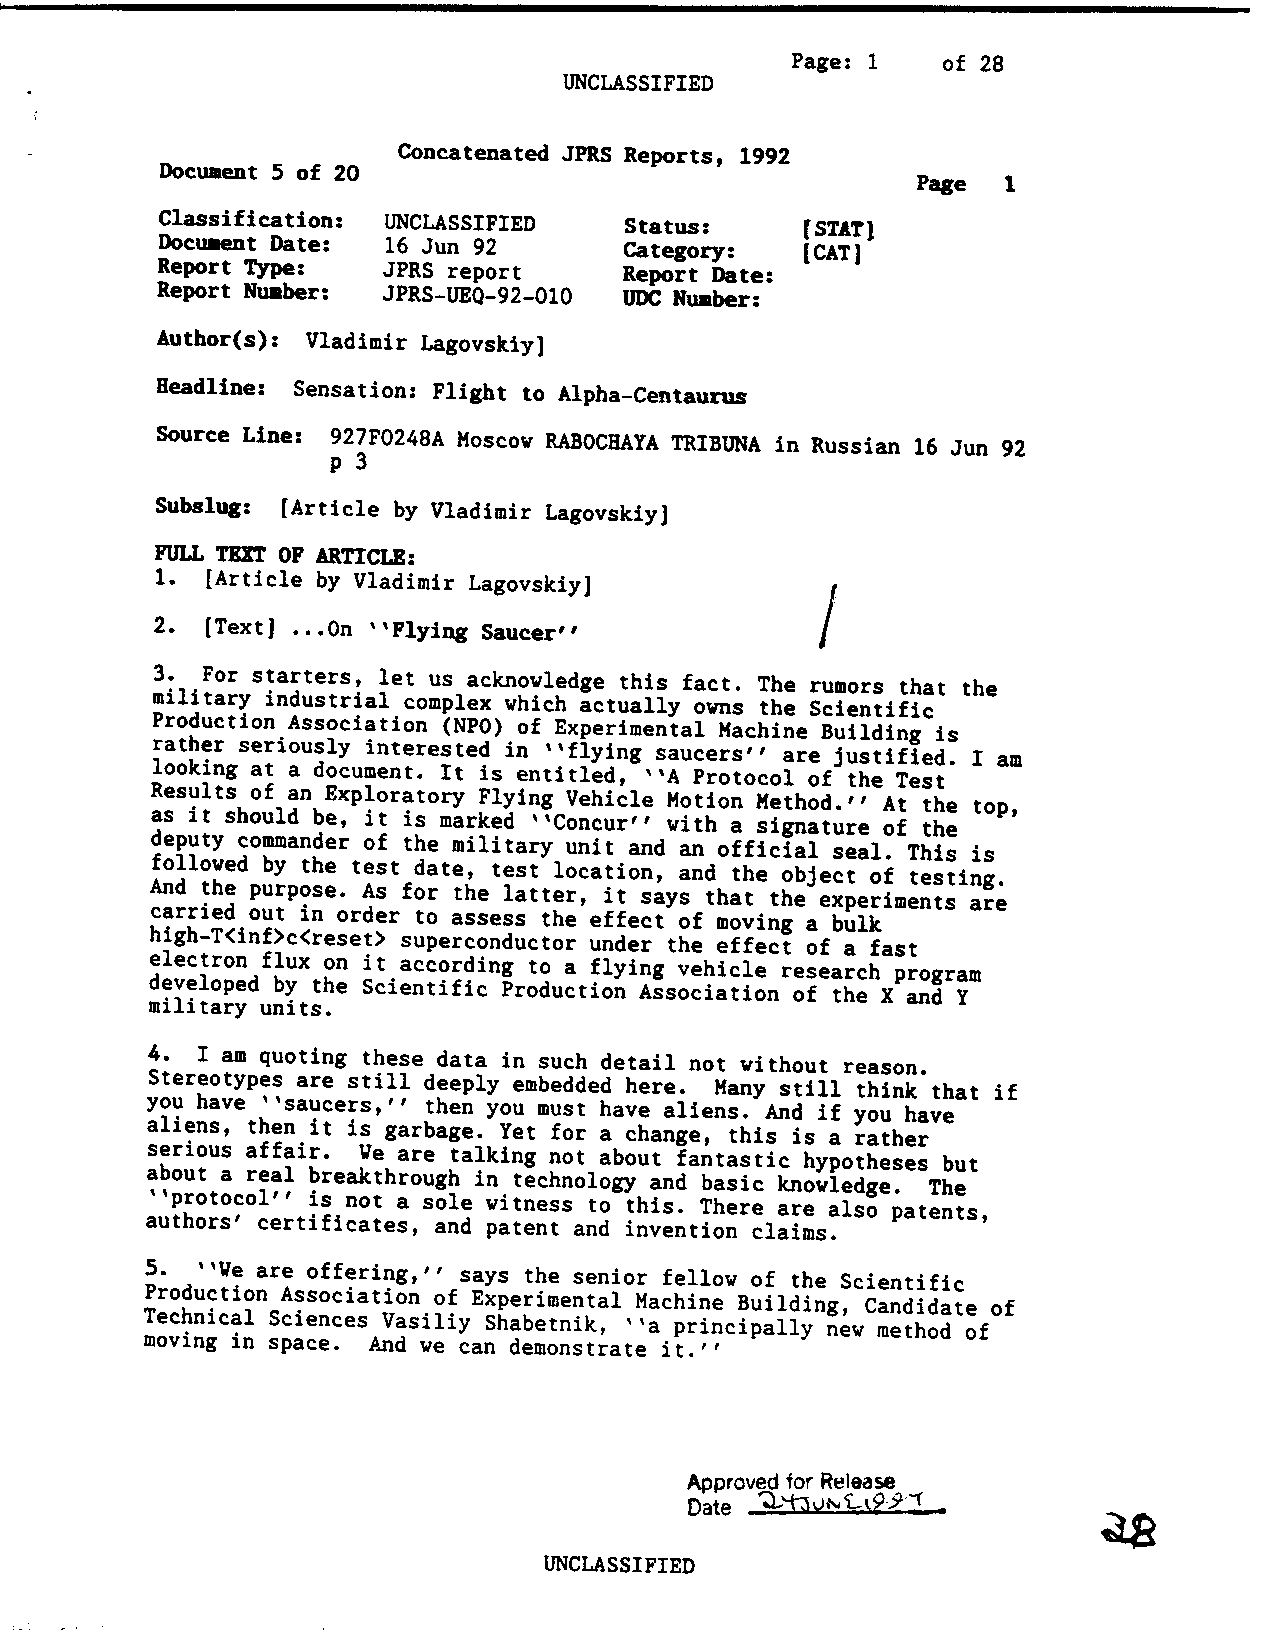 Page: 1 of 28
UNCLASSIFIED
Concatenated JPRS Reports, 1992
Document 5 of 20
Page 1
Classification: UNCLASSIFIED Status: [STAT]
Document Date: 16 Jun 92 Category: [CAT]
Report Type: JPRS report Report Date:
Report Number: JPRS-UEQ-92-010 UDC Number:
Author(s): Vladimir Lagovskiy]
Headline: Sensation: Flight to Alpha-Centaurus
Source Line: 927F0248A Moscow RABOCHAYA TRIBUNA in Russian 16 Jun 92
p 3
Subslug: [Article by Vladimir Lagovskiy]
FULL TEXT OF ARTICLE:
1. [Article by Vladimir Lagovskiy]
2. [Text] ...On ``Flying Saucer''
3. For starters, let us acknowledge this fact. The rumors that the
military industrial complex which actually owns the Scientific
Production Association (NPO) of Experimental Machine Building is
rather seriously interested in ``flying saucers'' are justified. I am
looking at a document. It is entitled, ``A Protocol of the Test
Results of an Exploratory Flying Vehicle Motion Method.'' At the top,
as it should be, it is marked ``Concur'' with a signature of the
deputy commander of the military unit and an official seal. This is
followed by the test date, test location, and the object of testing.
And the purpose. As for the latter, it says that the experiments are
carried out in order to assess the effect of moving a bulk
high-T<inf>c<reset> superconductor under the effect of a fast
electron flux on it according to a flying vehicle research program
developed by the Scientific Production Association of the X and Y
military units.
4. I am quoting these data in such detail not without reason.
Stereotypes are still deeply embedded here. Many still think that if
you have ``saucers,'' then you must have aliens. And if you have
aliens, then it is garbage. Yet for a change, this is a rather
serious affair. We are talking not about fantastic hypotheses but
about a real breakthrough in technology and basic knowledge. The
``protocol'' is not a sole witness to this. There are also patents,
authors' certificates, and patent and invention claims.
5. ``We are offering,'' says the senior fellow of the Scientific
Production Association of Experimental Machine Building, Candidate of
Technical Sciences Vasiliy Shabetnik, ``a principally new method of
moving in space. And we can demonstrate it.''
Approved for Release
Date 24 JUNE 1997
38
UNCLASSIFIED